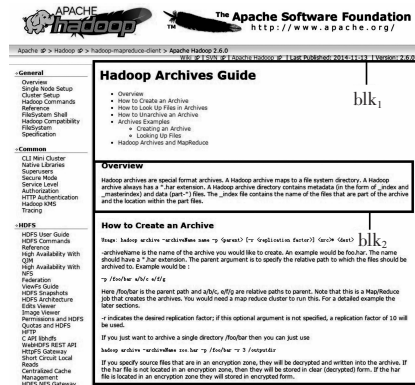 APACHE
hadoop
TM
The Apache Software Foundation
http://www.apache.org/
Apache > Hadoop > hadoop-mapreduce-client > Apache Hadoop 2.6.0
Wiki | SVN | Apache Hadoop | Last Published: 2014-11-13 | Version: 2.6.0
General
Overview
Single Node Setup
Cluster Setup
Hadoop Commands
Reference
FileSystem Shell
Hadoop Compatibility
FileSystem
Specification
Common
CLI Mini Cluster
Native Libraries
Superusers
Secure Mode
Service Level
Authorization
HTTP Authentication
Hadoop KMS
Tracing
HDFS
HDFS User Guide
HDFS Commands
Reference
High Availability With
QJM
High Availability With
NFS
Federation
ViewFs Guide
HDFS Snapshots
HDFS Architecture
Edits Viewer
Image Viewer
Permissions and HDFS
Quotas and HDFS
HFTP
C API libhdfs
WebHDFS REST API
HttpFS Gateway
Short Circuit Local
Reads
Centralized Cache
Management
HDFS NFS Gateway
Hadoop Archives Guide
Overview
How to Create an Archive
How to Look Up Files in Archives
How to Unarchive an Archive
Archives Examples
Creating an Archive
Looking Up Files
Hadoop Archives and MapReduce
blk1
Overview
Hadoop archives are special format archives. A Hadoop archive maps to a file system directory. A Hadoop
archive always has a *.har extension. A Hadoop archive directory contains metadata (in the form of _index and
_masterindex) and data (part-*) files. The _index file contains the name of the files that are part of the archive
and the location within the part files.
How to Create an Archive
Usage: hadoop archive -archiveName name -p <parent> [-r <replication factor>] <src>* <dest>
blk2
-archiveName is the name of the archive you would like to create. An example would be foo.har. The name
should have a *.har extension. The parent argument is to specify the relative path to which the files should be
archived to. Example would be :
-p /foo/bar a/b/c e/f/g
Here /foo/bar is the parent path and a/b/c, e/f/g are relative paths to parent. Note that this is a Map/Reduce
job that creates the archives. You would need a map reduce cluster to run this. For a detailed example the
later sections.
-r indicates the desired replication factor; if this optional argument is not specified, a replication factor of 10 will
be used.
If you just want to archive a single directory /foo/bar then you can just use
hadoop archive -archiveName zoo.har -p /foo/bar -r 3 /outputdir
If you specify source files that are in an encryption zone, they will be decrypted and written into the archive. If
the har file is not located in an encryption zone, then they will be stored in clear (decrypted) form. If the har
file is located in an encryption zone they will stored in encrypted form.